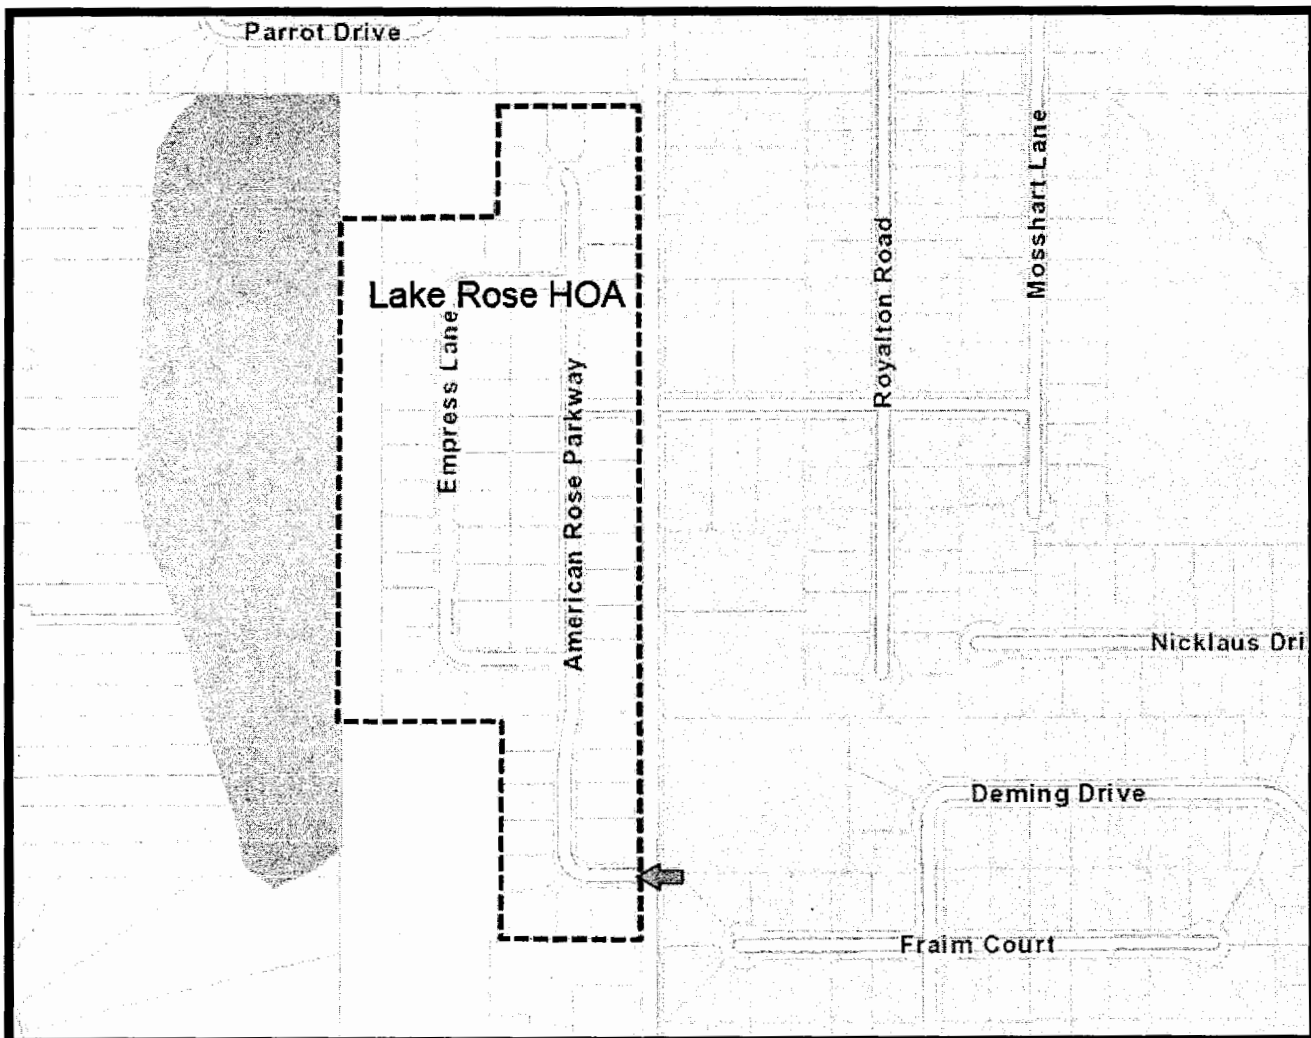 Parrot Drive
Mosshart Lane
Royalton Road
Lake Rose HOA
Empress Lane
American Rose Parkway
Nicklaus Dri
Deming Drive
Fraim Court